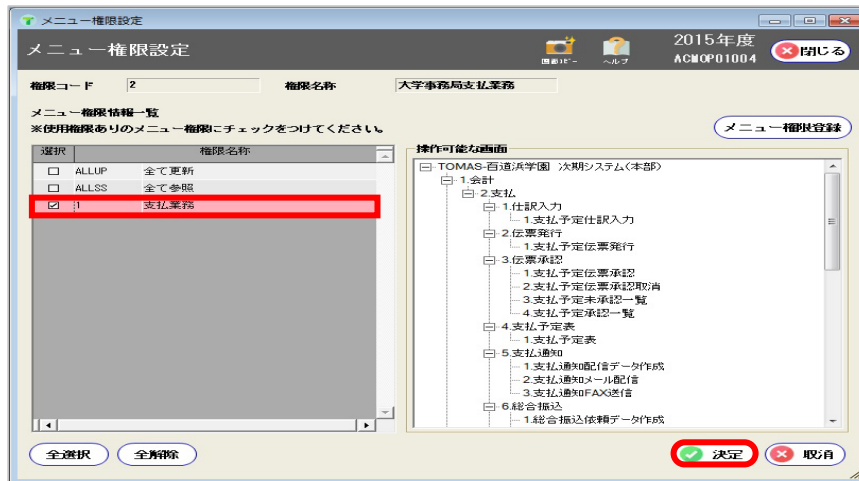 メニュー権限設定
メニュー権限設定
画面コピー
ヘルプ
2015年度
ACMOP01004
閉じる
権限コード 2 権限名称 大学事務局支払業務
メニュー権限情報一覧
※使用権限ありのメニュー権限にチェックをつけてください。
メニュー権限登録
選択 権限名称
ALLUP 全て更新
ALLSS 全て参照
1 支払業務
操作可能な画面
TOMAS-百道浜学園 次期システム(本部)
1.会計
2.支払
1.仕訳入力
1.支払予定仕訳入力
2.伝票発行
1.支払予定伝票発行
3.伝票承認
1.支払予定伝票承認
2.支払予定伝票承認取消
3.支払予定未承認一覧
4.支払予定承認一覧
4.支払予定表
1.支払予定表
5.支払通知
1.支払通知配信データ作成
2.支払通知メール配信
3.支払通知FAX送信
6.総合振込
1.総合振込依頼データ作成
全選択
全解除
決定
取消